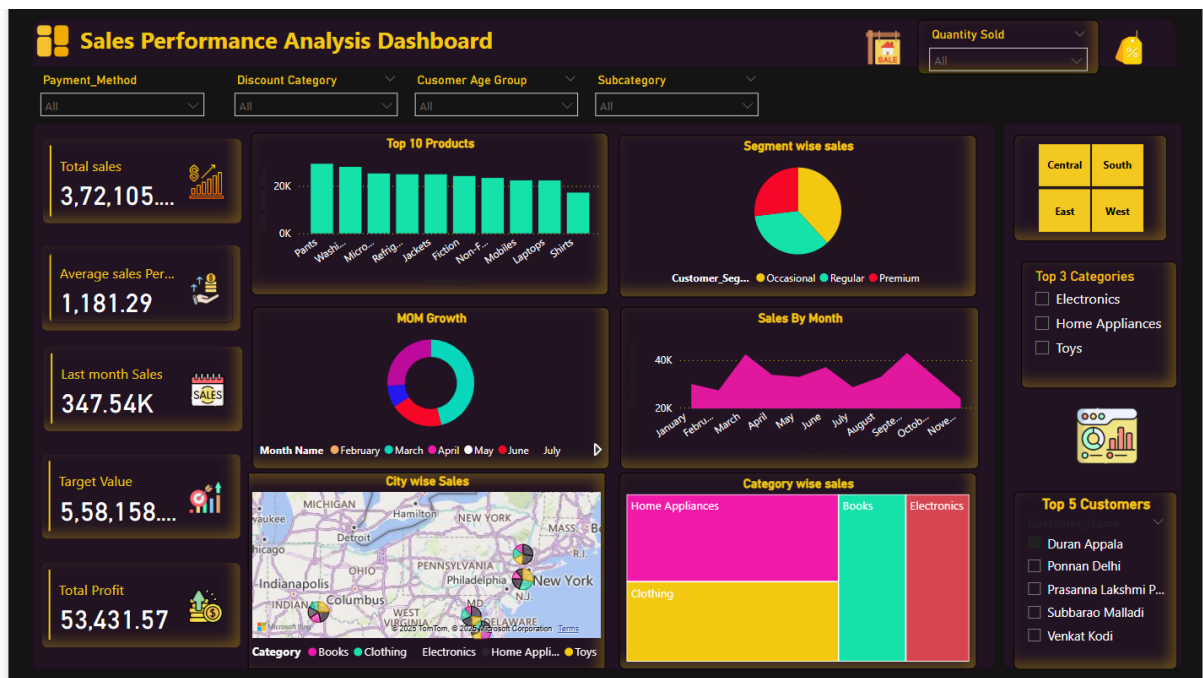 Sales Performance Analysis Dashboard
Quantity Sold
All
SALE
%
Payment_Method
All
Discount Category
All
Cusomer Age Group
All
Subcategory
All
Total sales
3,72,105....
Average sales Per...
1,181.29
Last month Sales
347.54K
SALES
Target Value
5,58,158....
Total Profit
53,431.57
Top 10 Products
20K
0K
Pants
Washi...
Micro...
Refrig...
Jackets
Fiction
Non-F...
Mobiles
Laptops
Shirts
Segment wise sales
Customer_Seg... Occasional Regular Premium
MOM Growth
Month Name February March April May June July
Sales By Month
40K
20K
January
Febru...
March
April
May
June
July
August
Septe...
Octob...
Nove...
City wise Sales
MICHIGAN
Hamilton
NEW YORK
MASS.
waukee
Detroit
R.I.
hicago
OHIO
PENNSYLVANIA
Philadelphia
New York
Indianapolis
Columbus
N.J.
INDIANA
MD
WEST
VIRGINIA
DELAWARE
Microsoft Bing
© 2025 TomTom, © 2025 Microsoft Corporation Terms
Category Books Clothing Electronics Home Appli... Toys
Category wise sales
Home Appliances
Books
Electronics
Clothing
Central
South
East
West
Top 3 Categories
Electronics
Home Appliances
Toys
Top 5 Customers
Customer_Name
Duran Appala
Ponnan Delhi
Prasanna Lakshmi P...
Subbarao Malladi
Venkat Kodi